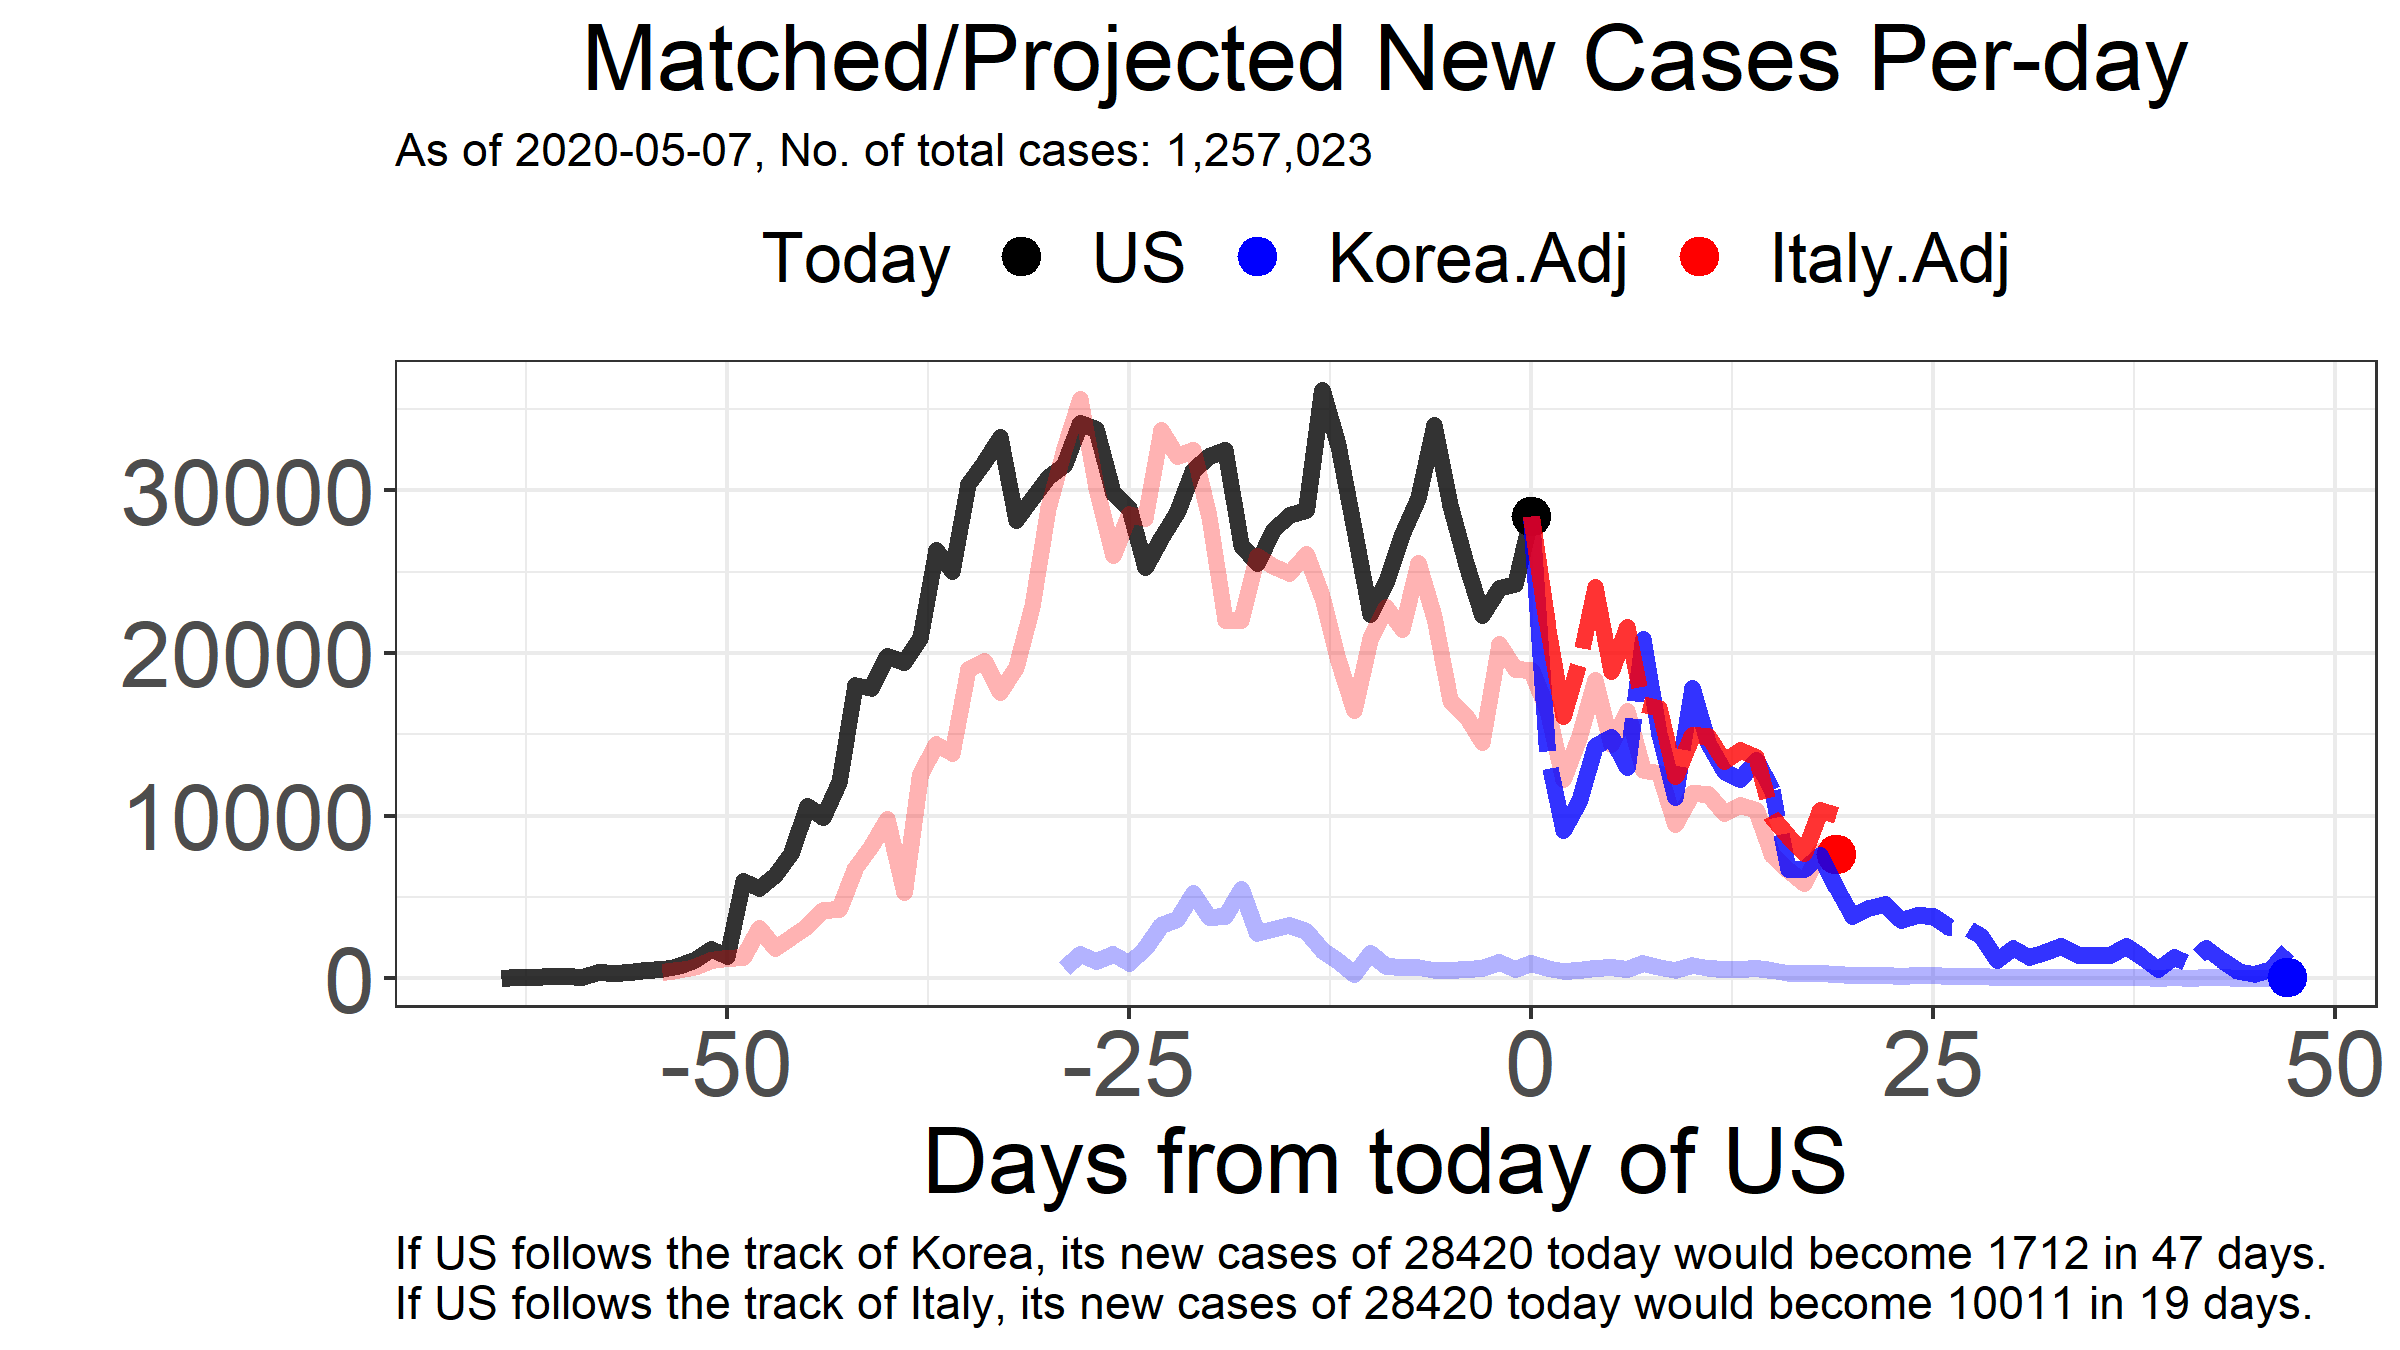 Matched/Projected New Cases Per-day
As of 2020-05-07, No. of total cases: 1,257,023
Today US Korea.Adj Italy.Adj
30000
20000
10000
0
-50 -25 0 25 50
Days from today of US
If US follows the track of Korea, its new cases of 28420 today would become 1712 in 47 days.
If US follows the track of Italy, its new cases of 28420 today would become 10011 in 19 days.